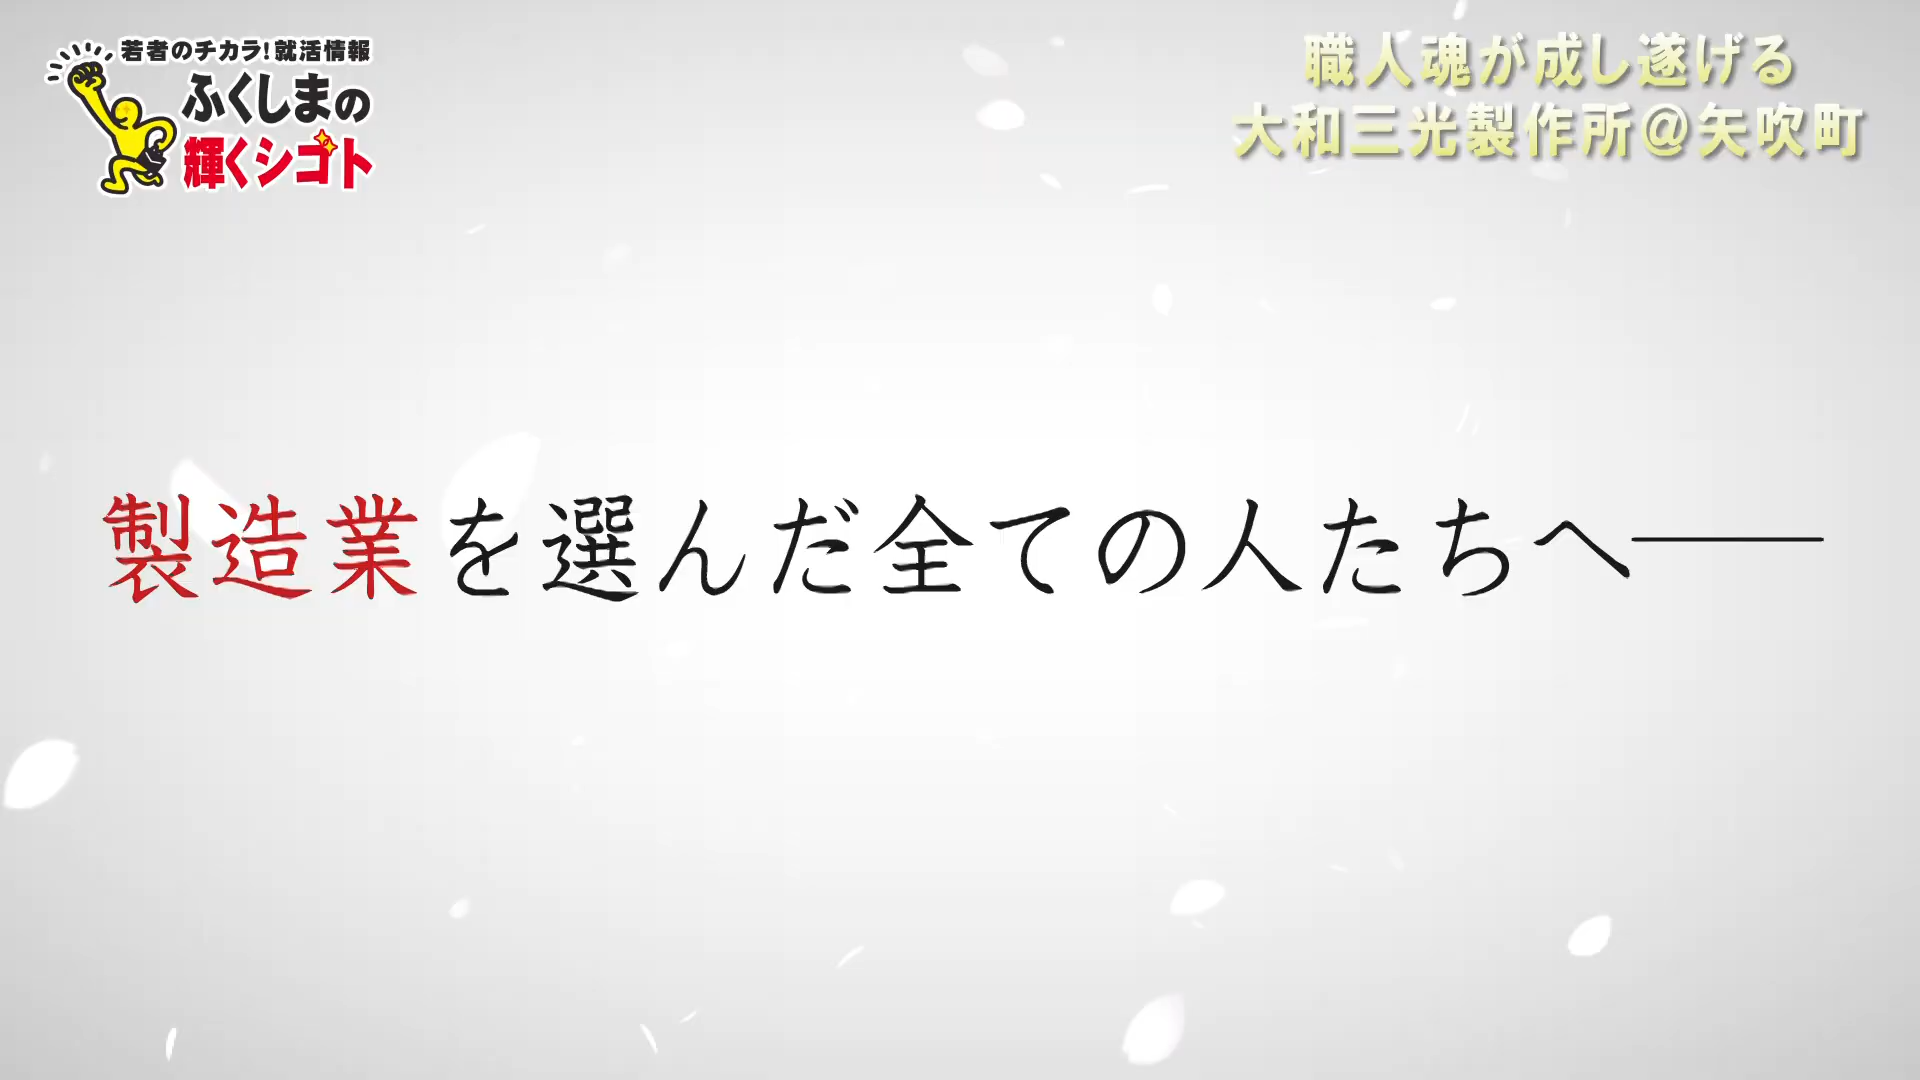 若者のチカラ!就活情報
ふくしまの
輝くシゴト
職人魂が成し遂げる
大和三光製作所@矢吹町
製造業を選んだ全ての人たちへ――